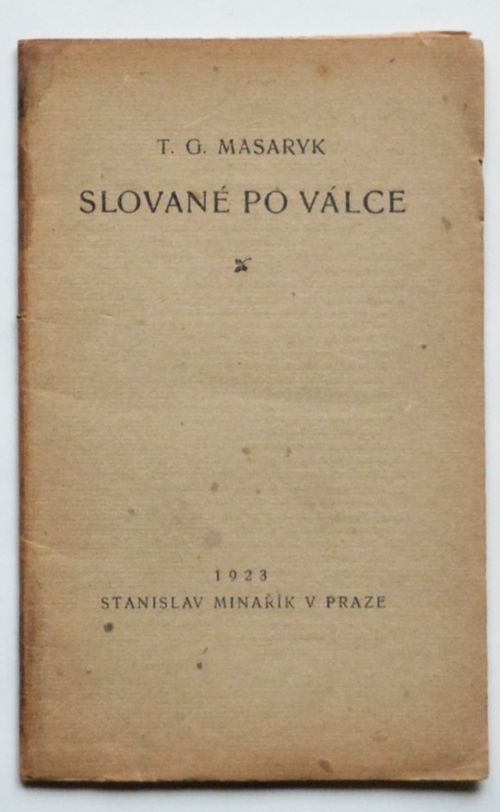 T. G. MASARYK
SLOVANÉ PO VÁLCE
1923
STANISLAV MINAŘÍK V PRAZE